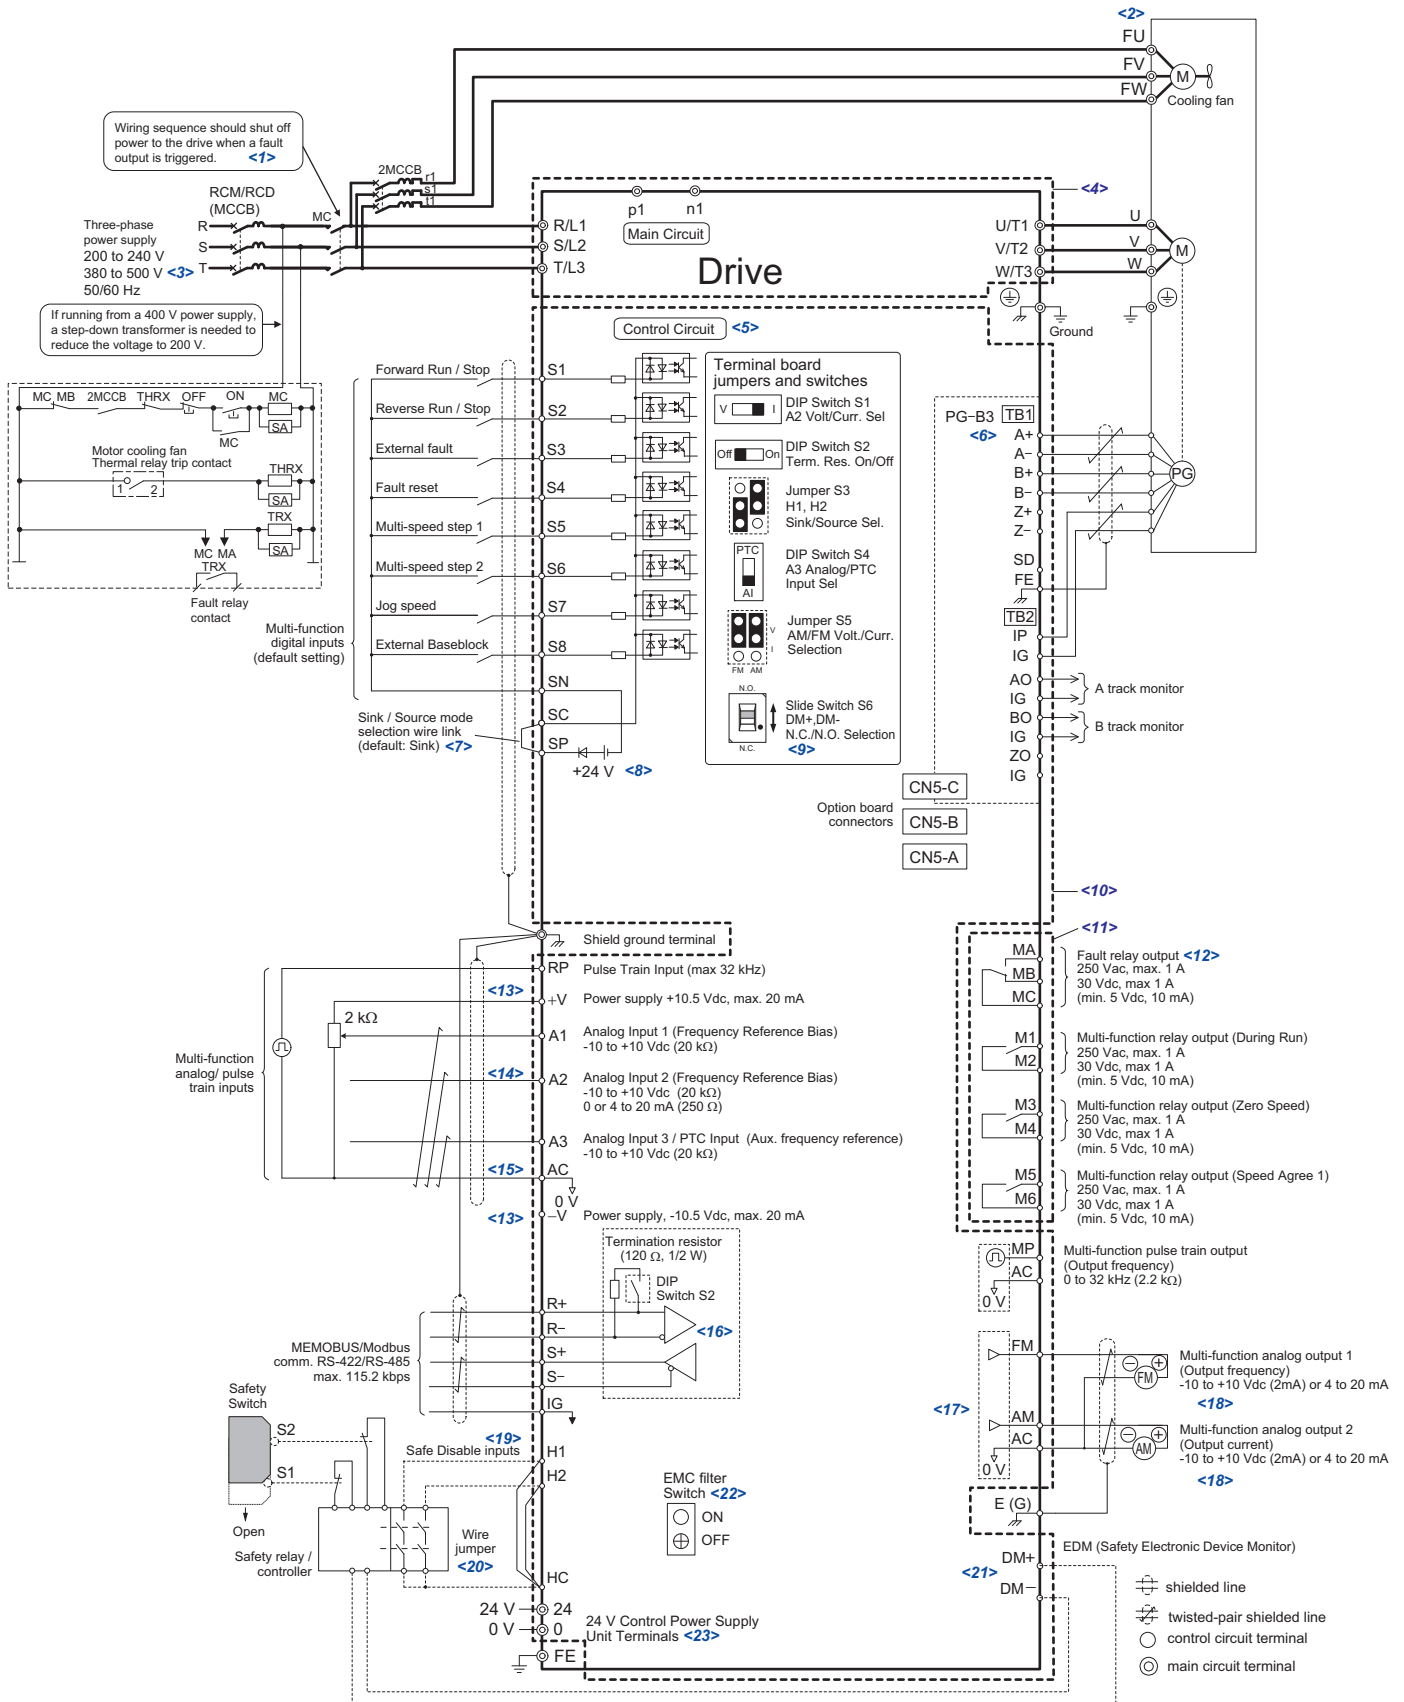 <2>
FU
FV
FW
M
Cooling fan
Wiring sequence should shut off
power to the drive when a fault
output is triggered. <1>
2MCCB
r1
s1
t1
RCM/RCD
(MCCB)
MC
R
S
T
Three-phase
power supply
200 to 240 V
380 to 500 V <3>
50/60 Hz
If running from a 400 V power supply,
a step-down transformer is needed to
reduce the voltage to 200 V.
p1
n1
Main Circuit
Drive
<4>
R/L1
S/L2
T/L3
U/T1
V/T2
W/T3
U
V
W
M
Ground
Control Circuit <5>
MC MB
2MCCB
THRX
OFF
ON
MC
SA
MC
Motor cooling fan
Thermal relay trip contact
1
2
THRX
SA
TRX
SA
MC MA
TRX
Fault relay
contact
Forward Run / Stop
S1
Reverse Run / Stop
S2
External fault
S3
Fault reset
S4
Multi-speed step 1
S5
Multi-speed step 2
S6
Jog speed
S7
External Baseblock
S8
Multi-function
digital inputs
(default setting)
SN
SC
SP
Sink / Source mode
selection wire link
(default: Sink) <7>
+24 V <8>
Terminal board
jumpers and switches
V
I
DIP Switch S1
A2 Volt/Curr. Sel
Off
On
DIP Switch S2
Term. Res. On/Off
Jumper S3
H1, H2
Sink/Source Sel.
PTC
AI
DIP Switch S4
A3 Analog/PTC
Input Sel
V
I
FM AM
Jumper S5
AM/FM Volt./Curr.
Selection
N.O.
N.C.
Slide Switch S6
DM+,DM-
N.C./N.O. Selection
<9>
PG-B3
<6>
TB1
A+
A−
B+
B−
Z+
Z−
SD
FE
PG
TB2
IP
IG
AO
IG
BO
IG
ZO
IG
A track monitor
B track monitor
Option board
connectors
CN5-C
CN5-B
CN5-A
<10>
<11>
Shield ground terminal
RP
Pulse Train Input (max 32 kHz)
<13>
+V
Power supply +10.5 Vdc, max. 20 mA
2 kΩ
A1
Analog Input 1 (Frequency Reference Bias)
-10 to +10 Vdc (20 kΩ)
Multi-function
analog/ pulse
train inputs
<14>
A2
Analog Input 2 (Frequency Reference Bias)
-10 to +10 Vdc (20 kΩ)
0 or 4 to 20 mA (250 Ω)
A3
Analog Input 3 / PTC Input (Aux. frequency reference)
-10 to +10 Vdc (20 kΩ)
<15>
AC
0 V
<13>
−V
Power supply, -10.5 Vdc, max. 20 mA
MA
MB
MC
Fault relay output <12>
250 Vac, max. 1 A
30 Vdc, max 1 A
(min. 5 Vdc, 10 mA)
M1
M2
Multi-function relay output (During Run)
250 Vac, max. 1 A
30 Vdc, max 1 A
(min. 5 Vdc, 10 mA)
M3
M4
Multi-function relay output (Zero Speed)
250 Vac, max. 1 A
30 Vdc, max 1 A
(min. 5 Vdc, 10 mA)
M5
M6
Multi-function relay output (Speed Agree 1)
250 Vac, max. 1 A
30 Vdc, max 1 A
(min. 5 Vdc, 10 mA)
MP
AC
0 V
Multi-function pulse train output
(Output frequency)
0 to 32 kHz (2.2 kΩ)
Termination resistor
(120 Ω, 1/2 W)
DIP
Switch S2
R+
R−
S+
S−
IG
<16>
MEMOBUS/Modbus
comm. RS-422/RS-485
max. 115.2 kbps
<17>
FM
AM
AC
0 V
FM
AM
Multi-function analog output 1
(Output frequency)
-10 to +10 Vdc (2mA) or 4 to 20 mA
<18>
Multi-function analog output 2
(Output current)
-10 to +10 Vdc (2mA) or 4 to 20 mA
<18>
E (G)
Safety
Switch
S2
S1
Open
Safety relay /
controller
<19>
Safe Disable inputs
H1
H2
HC
Wire
jumper
<20>
EMC filter
Switch <22>
ON
OFF
EDM (Safety Electronic Device Monitor)
<21>
DM+
DM−
24 V
24
0 V
0
24 V Control Power Supply
Unit Terminals <23>
FE
shielded line
twisted-pair shielded line
control circuit terminal
main circuit terminal